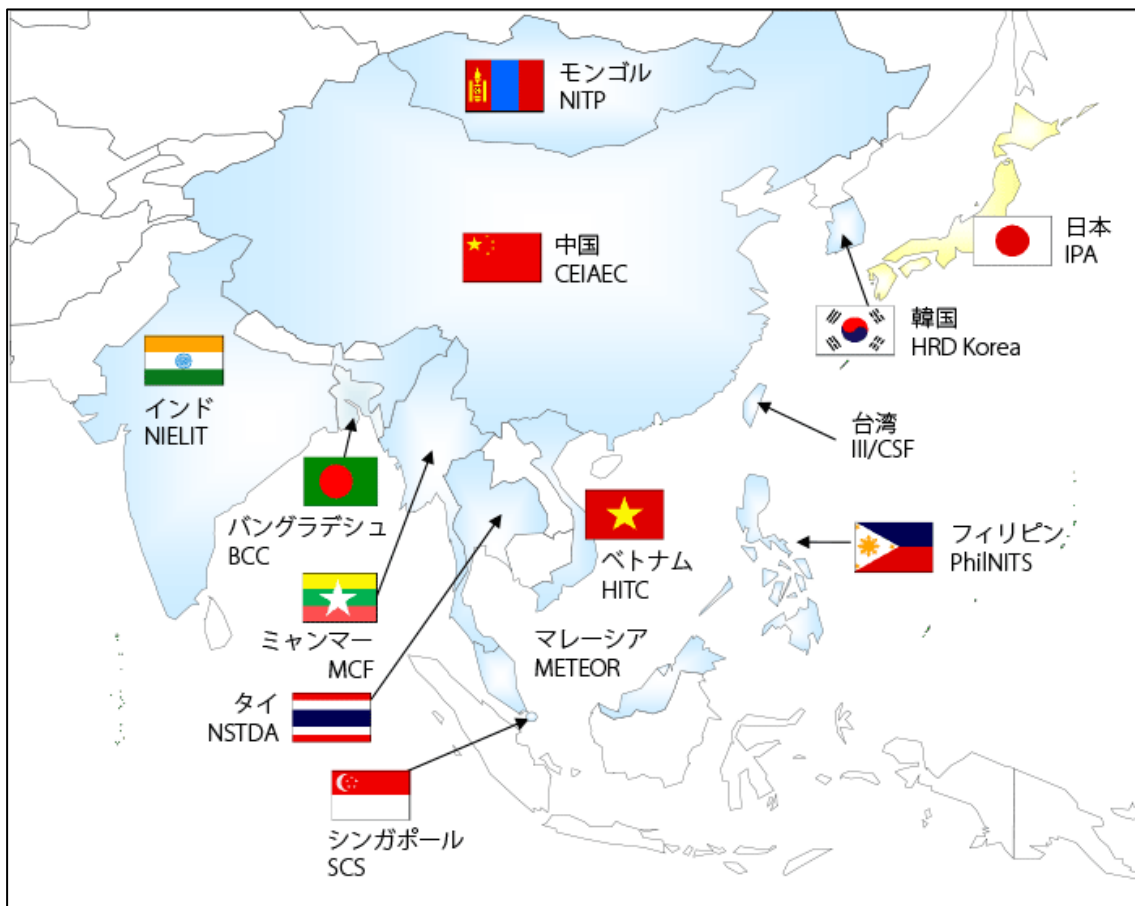 モンゴル
NITP
中国
CEIAEC
日本
IPA
韓国
HRD Korea
インド
NIELIT
台湾
III/CSF
バングラデシュ
BCC
ベトナム
HITC
フィリピン
PhilNITS
ミャンマー
MCF
マレーシア
METEOR
タイ
NSTDA
シンガポール
SCS